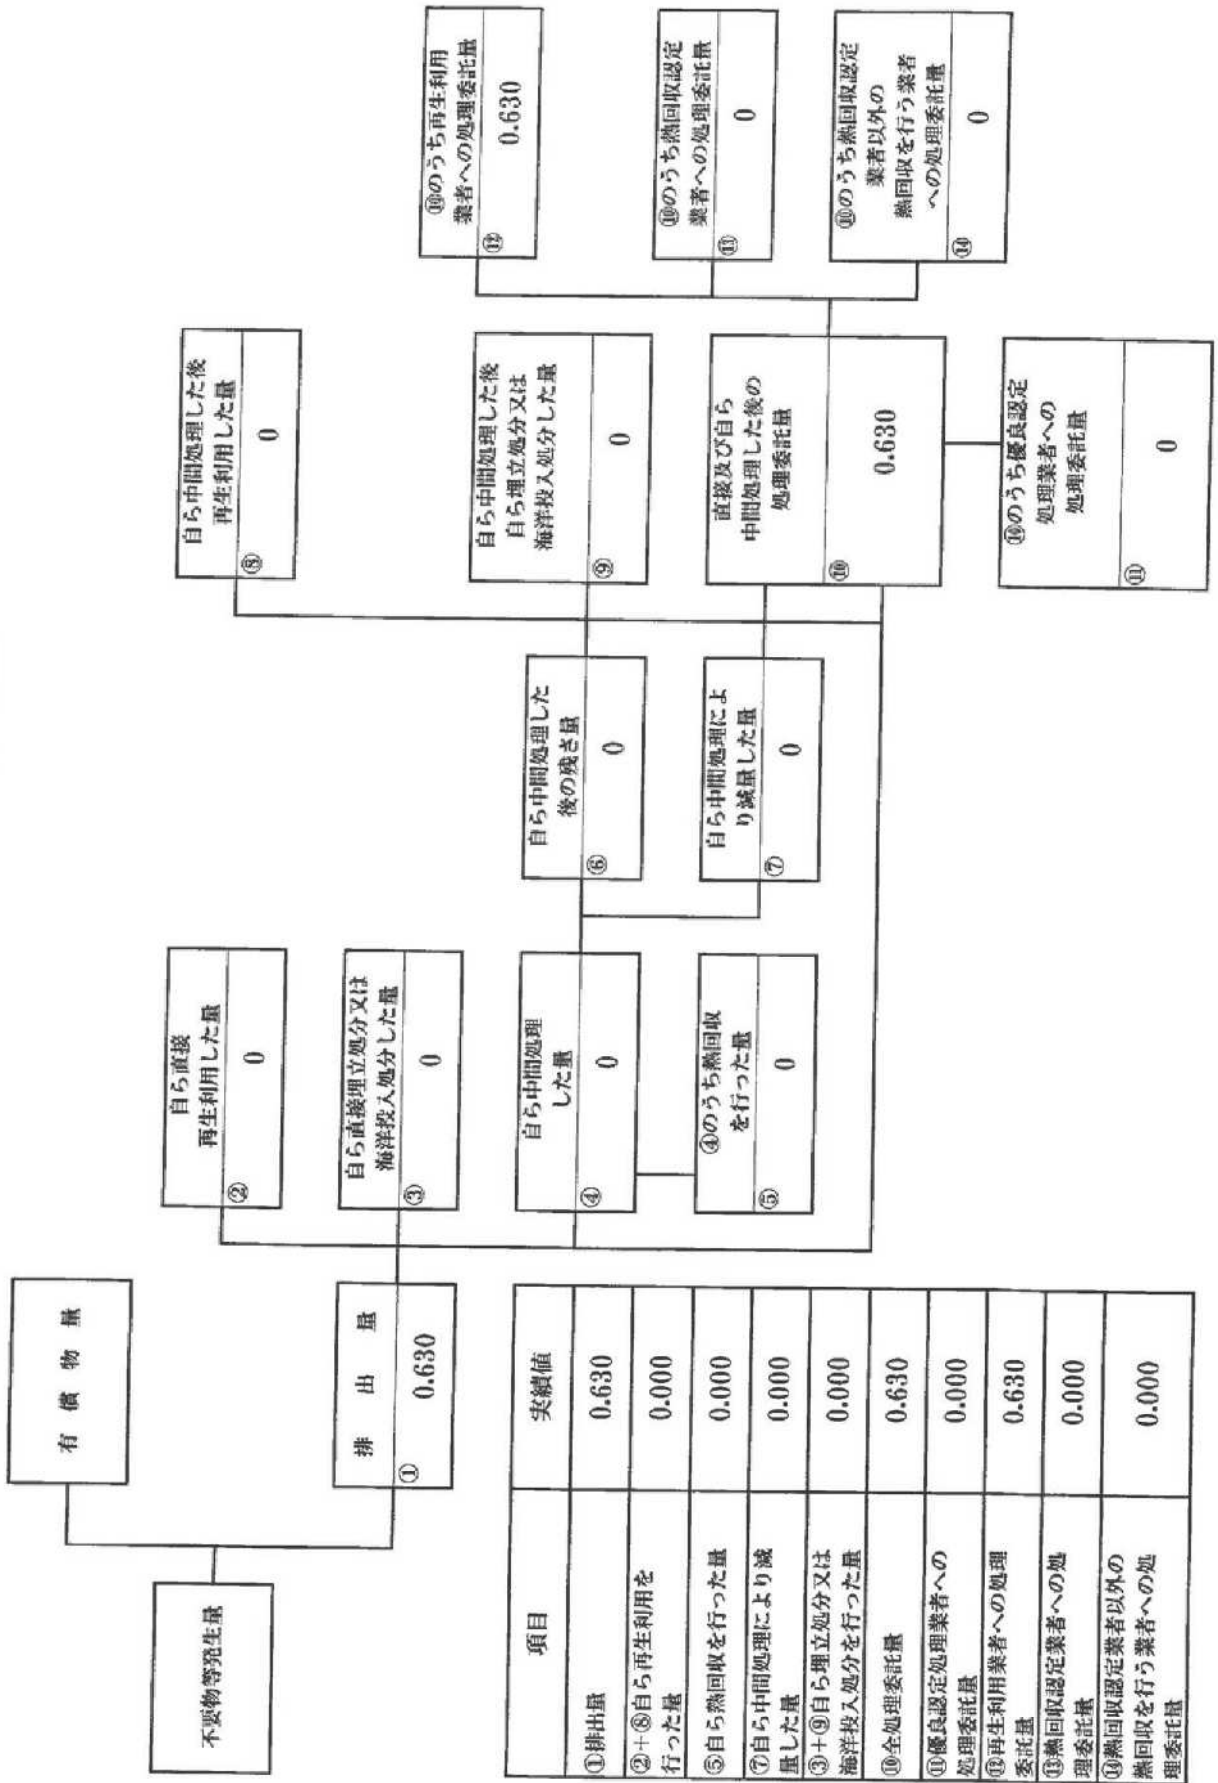 不要物等発生量
有償物量
排出量
①
0.630
自ら直接
再生利用した量
②
0
自ら直接埋立処分又は
海洋投入処分した量
③
0
自ら中間処理
した量
④
0
④のうち熱回収
を行った量
⑤
0
自ら中間処理した
後の残さ量
⑥
0
自ら中間処理によ
り減量した量
⑦
0
自ら中間処理した後
再生利用した量
⑧
0
自ら中間処理した後
自ら埋立処分又は
海洋投入処分した量
⑨
0
直接及び自ら
中間処理した後の
処理委託量
⑩
0.630
⑩のうち優良認定
処理業者への
処理委託量
⑪
0
⑩のうち再生利用
業者への処理委託量
⑫
0.630
⑩のうち熱回収認定
業者への処理委託量
⑬
0
⑩のうち熱回収認定
業者以外の
熱回収を行う業者
への処理委託量
⑭
0
項目 実績値
①排出量 0.630
②+⑧自ら再生利用を
行った量 0.000
⑤自ら熱回収を行った量 0.000
⑦自ら中間処理により減
量した量 0.000
③+⑨自ら埋立処分又は
海洋投入処分を行った量 0.000
⑩全処理委託量 0.630
⑪優良認定処理業者への
処理委託量 0.000
⑫再生利用業者への処理
委託量 0.630
⑬熱回収認定業者への処
理委託量 0.000
⑭熱回収認定業者以外の
熱回収を行う業者への処
理委託量 0.000